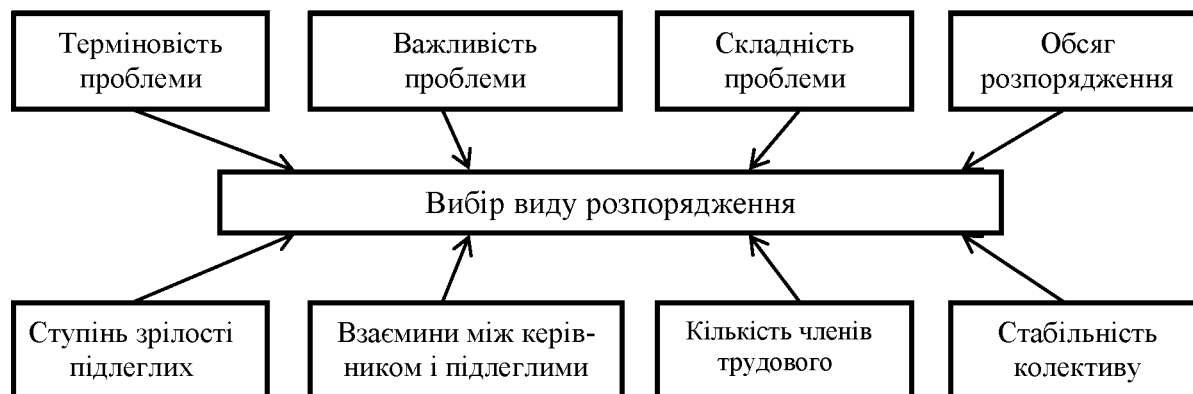 Терміновість
проблеми
Важливість
проблеми
Складність
проблеми
Обсяг
розпорядження
Вибір виду розпорядження
Ступінь зрілості
підлеглих
Взаємини між керів-
ником і підлеглими
Кількість членів
трудового
Стабільність
колективу